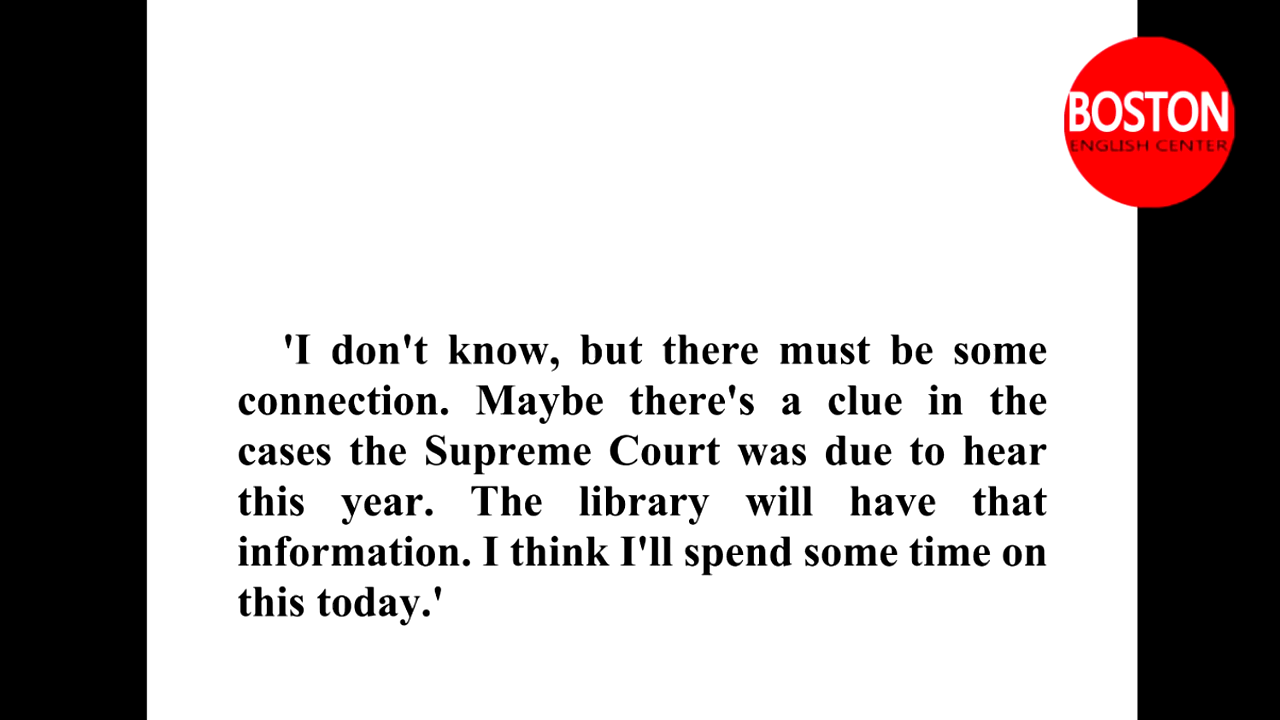 BOSTON
ENGLISH CENTER
'I don't know, but there must be some
connection. Maybe there's a clue in the
cases the Supreme Court was due to hear
this year. The library will have that
information. I think I'll spend some time on
this today.'